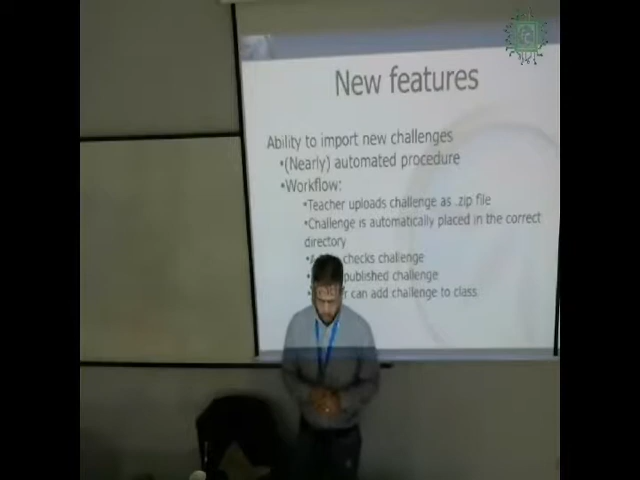 New features
Ability to import new challenges
•(Nearly) automated procedure
•Workflow:
•Teacher uploads challenge as .zip file
•Challenge is automatically placed in the correct
directory
checks challenge
published challenge
can add challenge to class